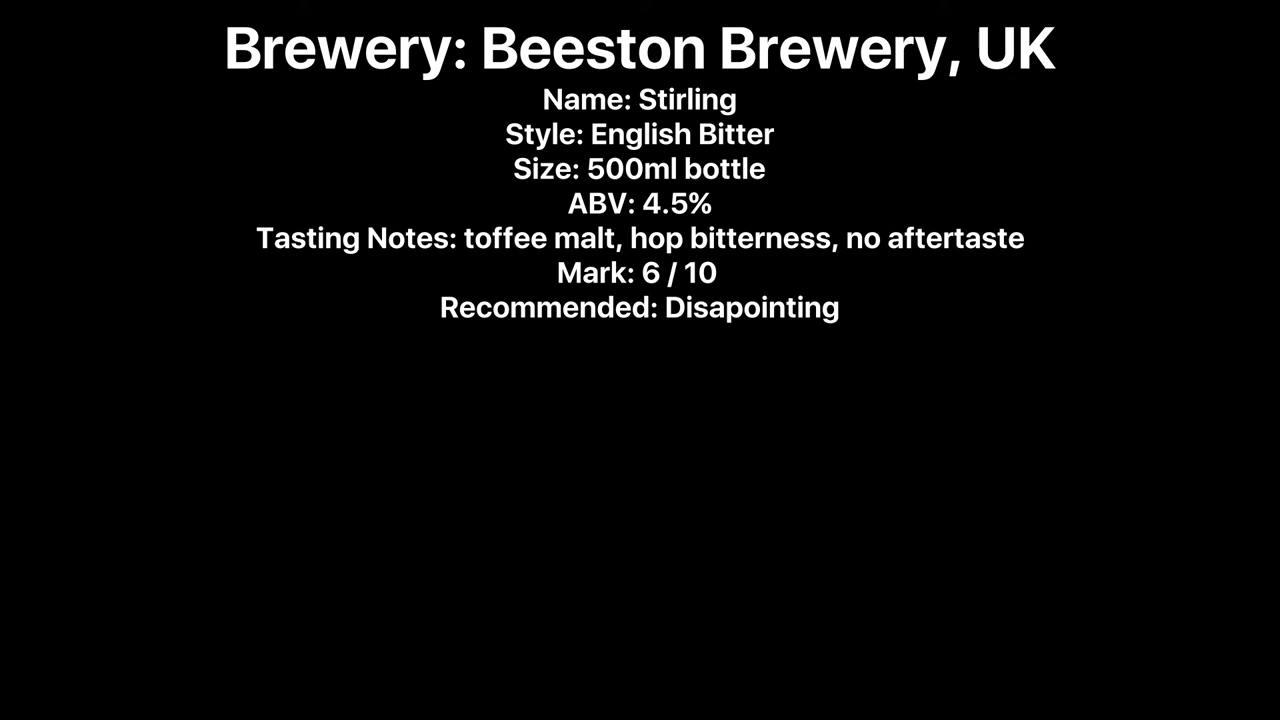 Brewery: Beeston Brewery, UK
Name: Stirling
Style: English Bitter
Size: 500ml bottle
ABV: 4.5%
Tasting Notes: toffee malt, hop bitterness, no aftertaste
Mark: 6 / 10
Recommended: Disapointing